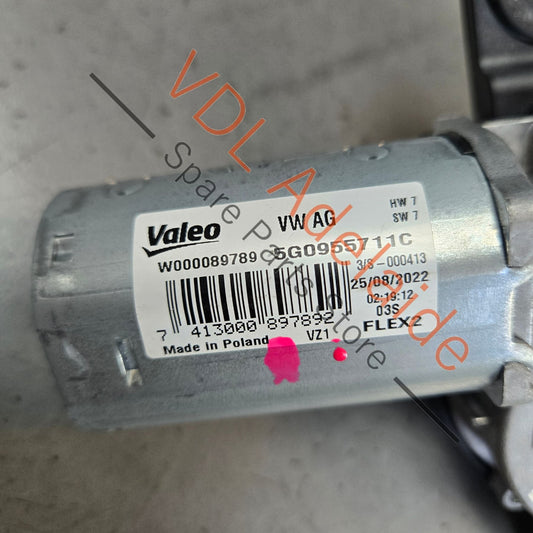 Valeo
VW AG
HW 7
SW 7
W000089789
5G0955711C
3/S-000413
25/08/2022
02:19:12
03S
FLEX2
7 413000 897892
Made in Poland
VZ1
VDL Adelaide
Spare Parts Store